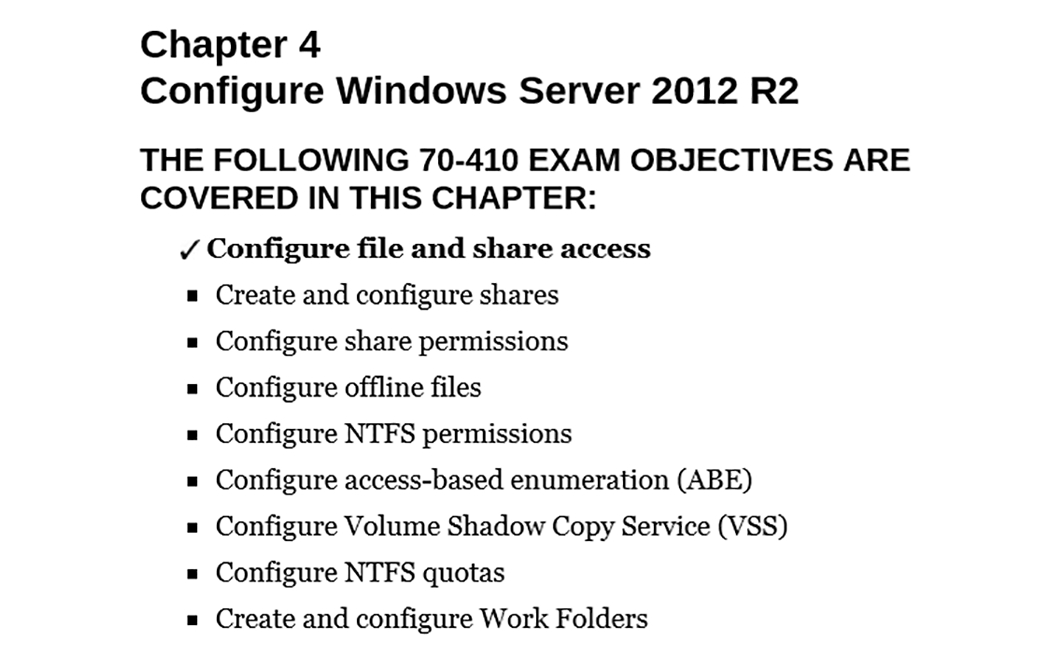 Chapter 4
Configure Windows Server 2012 R2
THE FOLLOWING 70-410 EXAM OBJECTIVES ARE
COVERED IN THIS CHAPTER:
✓ Configure file and share access
▪ Create and configure shares
▪ Configure share permissions
▪ Configure offline files
▪ Configure NTFS permissions
▪ Configure access-based enumeration (ABE)
▪ Configure Volume Shadow Copy Service (VSS)
▪ Configure NTFS quotas
▪ Create and configure Work Folders